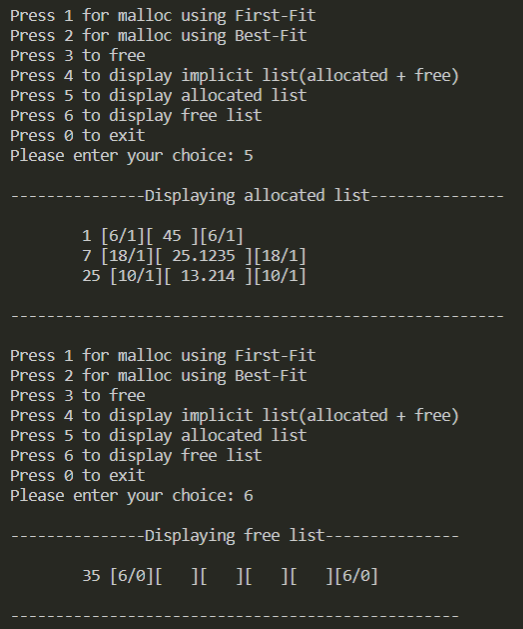 Press 1 for malloc using First-Fit
Press 2 for malloc using Best-Fit
Press 3 to free
Press 4 to display implicit list(allocated + free)
Press 5 to display allocated list
Press 6 to display free list
Press 0 to exit
Please enter your choice: 5
---------------Displaying allocated list---------------
1 [6/1][ 45 ][6/1]
7 [18/1][ 25.1235 ][18/1]
25 [10/1][ 13.214 ][10/1]
-------------------------------------------------------
Press 1 for malloc using First-Fit
Press 2 for malloc using Best-Fit
Press 3 to free
Press 4 to display implicit list(allocated + free)
Press 5 to display allocated list
Press 6 to display free list
Press 0 to exit
Please enter your choice: 6
---------------Displaying free list---------------
35 [6/0][   ][   ][   ][   ][6/0]
--------------------------------------------------